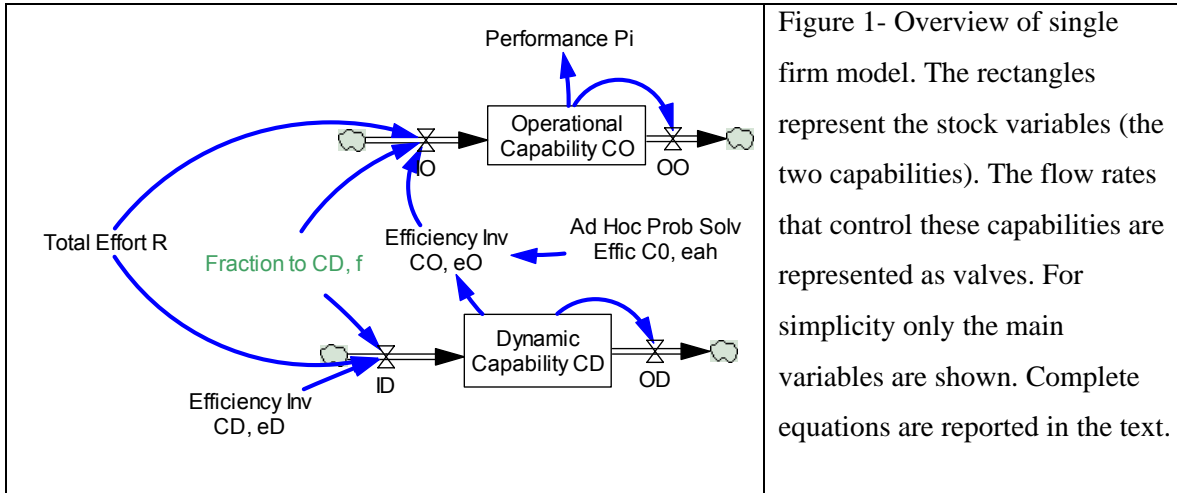 Performance Pi
Operational
Capability CO
IO
OO
Total Effort R
Fraction to CD, f
Efficiency Inv
CO, eO
Ad Hoc Prob Solv
Effic C0, eah
Dynamic
Capability CD
ID
OD
Efficiency Inv
CD, eD
Figure 1- Overview of single
firm model. The rectangles
represent the stock variables (the
two capabilities). The flow rates
that control these capabilities are
represented as valves. For
simplicity only the main
variables are shown. Complete
equations are reported in the text.